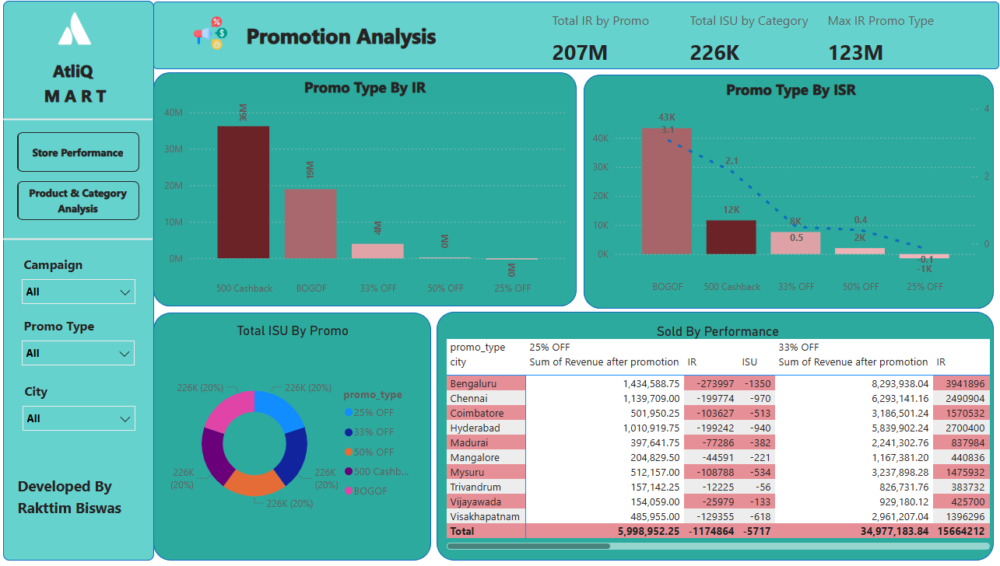 AtliQ
M A R T
Store Performance
Product & Category
Analysis
Campaign
All
Promo Type
All
City
All
Developed By
Rakttim Biswas
Promotion Analysis
Total IR by Promo
207M
Total ISU by Category
226K
Max IR Promo Type
123M
Promo Type By IR
40M
30M
20M
10M
0M
36M
19M
4M
0M
0M
500 Cashback
BOGOF
33% OFF
50% OFF
25% OFF
Promo Type By ISR
40K
30K
20K
10K
0K
4
2
0
43K
3.1
2.1
12K
8K
0.5
0.4
2K
-0.1
-1K
BOGOF
500 Cashback
33% OFF
50% OFF
25% OFF
Total ISU By Promo
226K (20%)
226K (20%)
226K
(20%)
226K
(20%)
226K (20%)
promo_type
25% OFF
33% OFF
50% OFF
500 Cashb...
BOGOF
Sold By Performance
promo_type 25% OFF 33% OFF
city Sum of Revenue after promotion IR ISU Sum of Revenue after promotion IR
Bengaluru 1,434,588.75 -273997 -1350 8,293,938.04 3941896
Chennai 1,139,709.00 -199774 -970 6,293,141.16 2490904
Coimbatore 501,950.25 -103627 -513 3,186,501.24 1570532
Hyderabad 1,010,919.75 -199242 -940 5,839,902.24 2700400
Madurai 397,641.75 -77286 -382 2,241,302.76 837984
Mangalore 204,829.50 -44591 -221 1,167,381.20 440836
Mysuru 512,157.00 -108788 -534 3,237,898.28 1475932
Trivandrum 157,142.25 -12225 -56 826,731.76 383732
Vijayawada 154,059.00 -25979 -133 929,180.12 425700
Visakhapatnam 485,955.00 -129355 -618 2,961,207.04 1396296
Total 5,998,952.25 -1174864 -5717 34,977,183.84 15664212